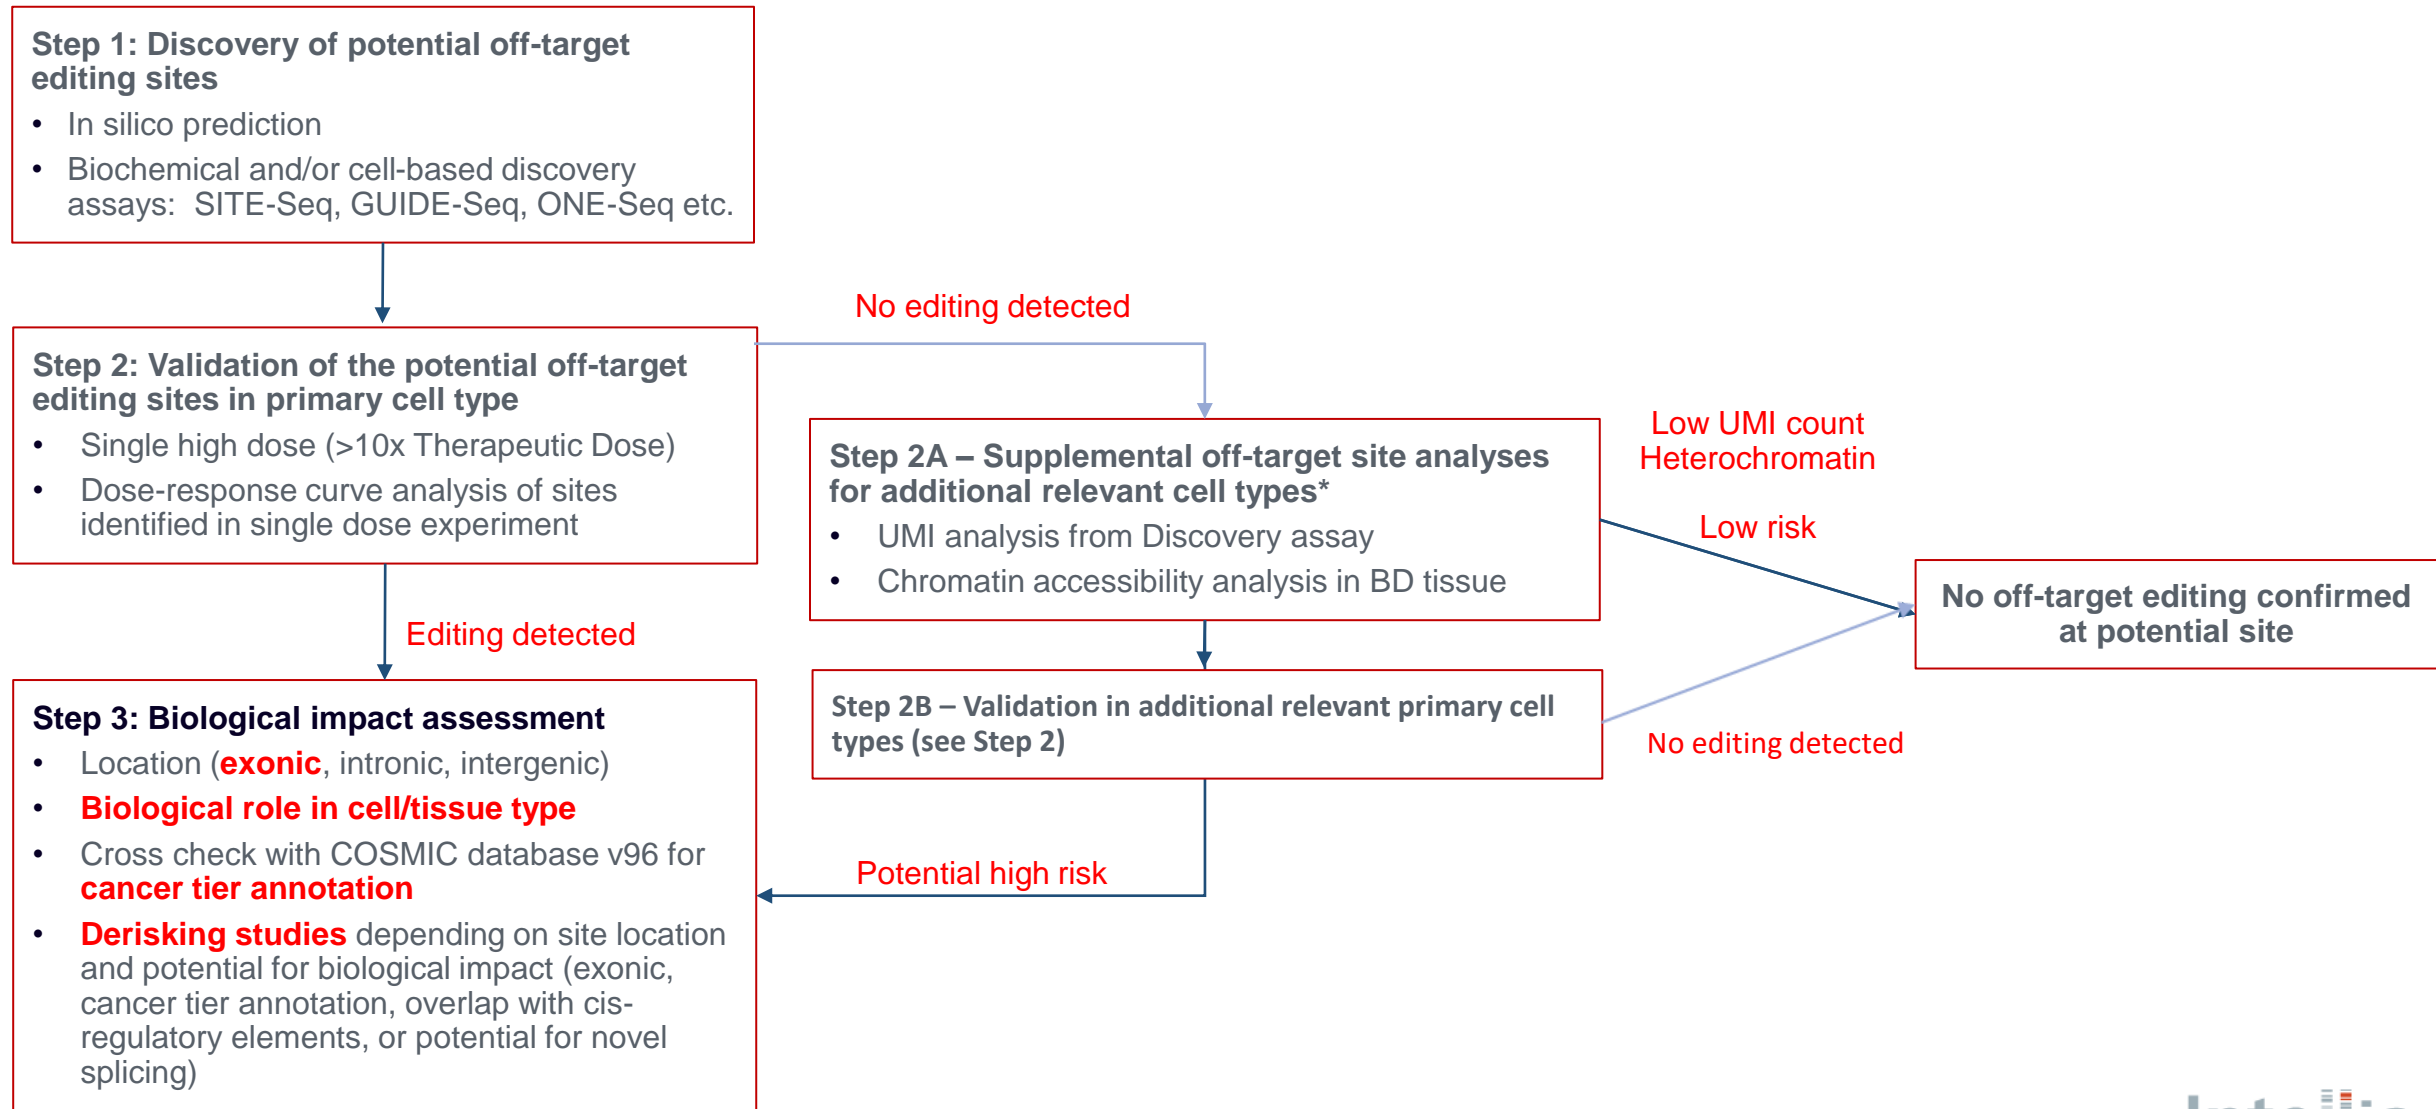 Step 1: Discovery of potential off-target
editing sites
• In silico prediction
• Biochemical and/or cell-based discovery
assays: SITE-Seq, GUIDE-Seq, ONE-Seq etc.
No editing detected
Step 2: Validation of the potential off-target
editing sites in primary cell type
• Single high dose (>10x Therapeutic Dose)
• Dose-response curve analysis of sites
identified in single dose experiment
Editing detected
Step 2A – Supplemental off-target site analyses
for additional relevant cell types*
• UMI analysis from Discovery assay
• Chromatin accessibility analysis in BD tissue
Low UMI count
Heterochromatin
Low risk
No off-target editing confirmed
at potential site
Step 2B – Validation in additional relevant primary cell
types (see Step 2)
No editing detected
Potential high risk
Step 3: Biological impact assessment
• Location (exonic, intronic, intergenic)
• Biological role in cell/tissue type
• Cross check with COSMIC database v96 for
cancer tier annotation
• Derisking studies depending on site location
and potential for biological impact (exonic,
cancer tier annotation, overlap with cis-
regulatory elements, or potential for novel
splicing)